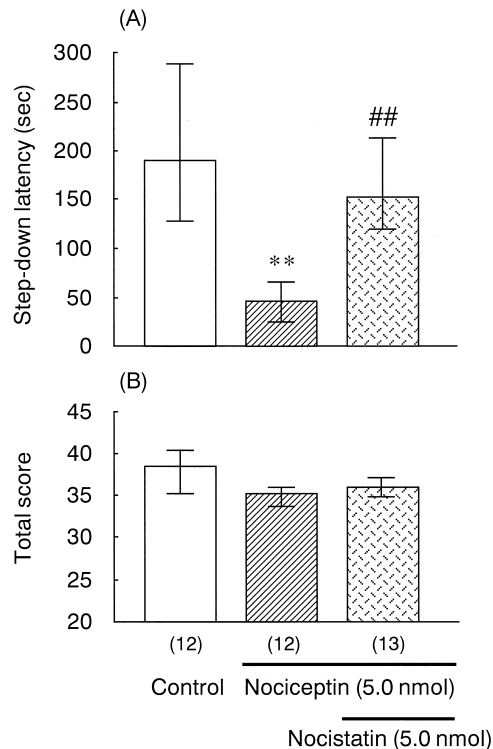 (A)
Step-down latency (sec)
300
250
200
150
100
50
0
**
##
(B)
Total score
45
40
35
30
25
20
(12) (12) (13)
Control Nociceptin (5.0 nmol)
Nocistatin (5.0 nmol)